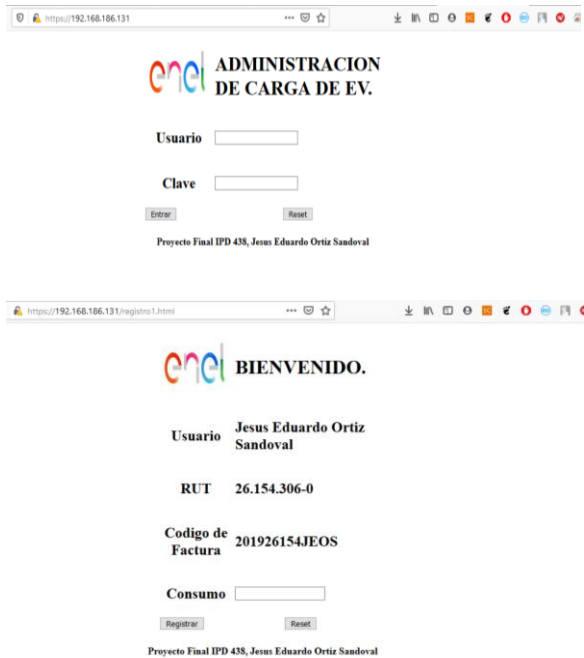 https://192.168.186.131
enel
ADMINISTRACION
DE CARGA DE EV.
Usuario
Clave
Entrar Reset
Proyecto Final IPD 438, Jesus Eduardo Ortiz Sandoval
https://192.168.186.131/registro1.html
enel
BIENVENIDO.
Usuario Jesus Eduardo Ortiz
Sandoval
RUT 26.154.306-0
Codigo de
Factura 201926154JEOS
Consumo
Registrar Reset
Proyecto Final IPD 438, Jesus Eduardo Ortiz Sandoval